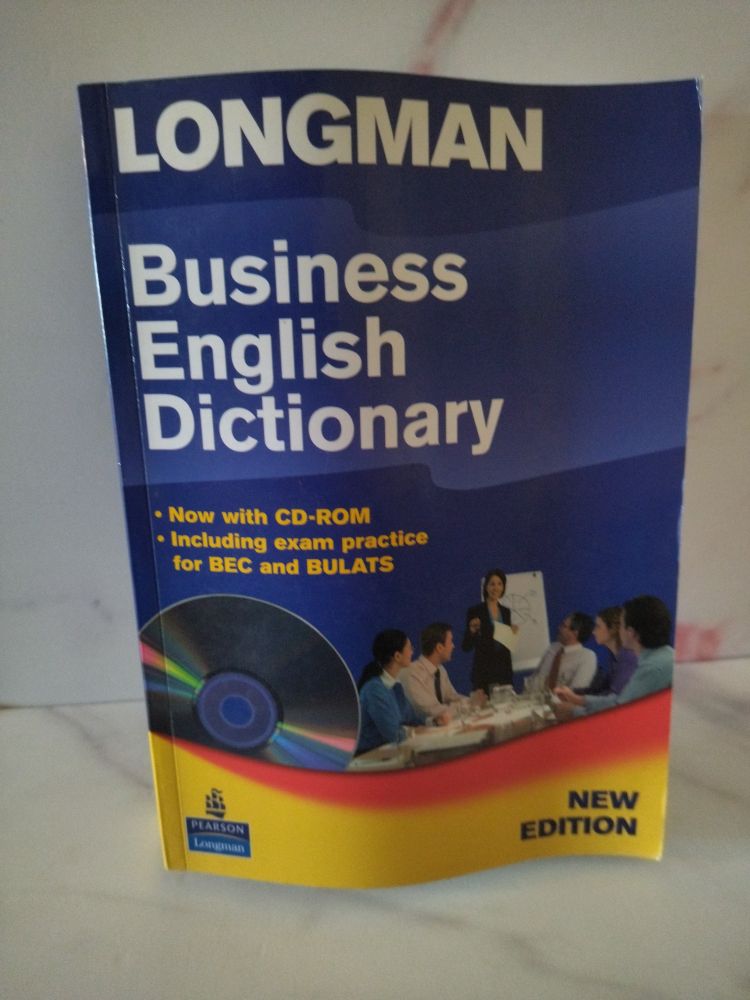 LONGMAN
Business
English
Dictionary
• Now with CD-ROM
• Including exam practice
for BEC and BULATS
NEW
EDITION
PEARSON
Longman